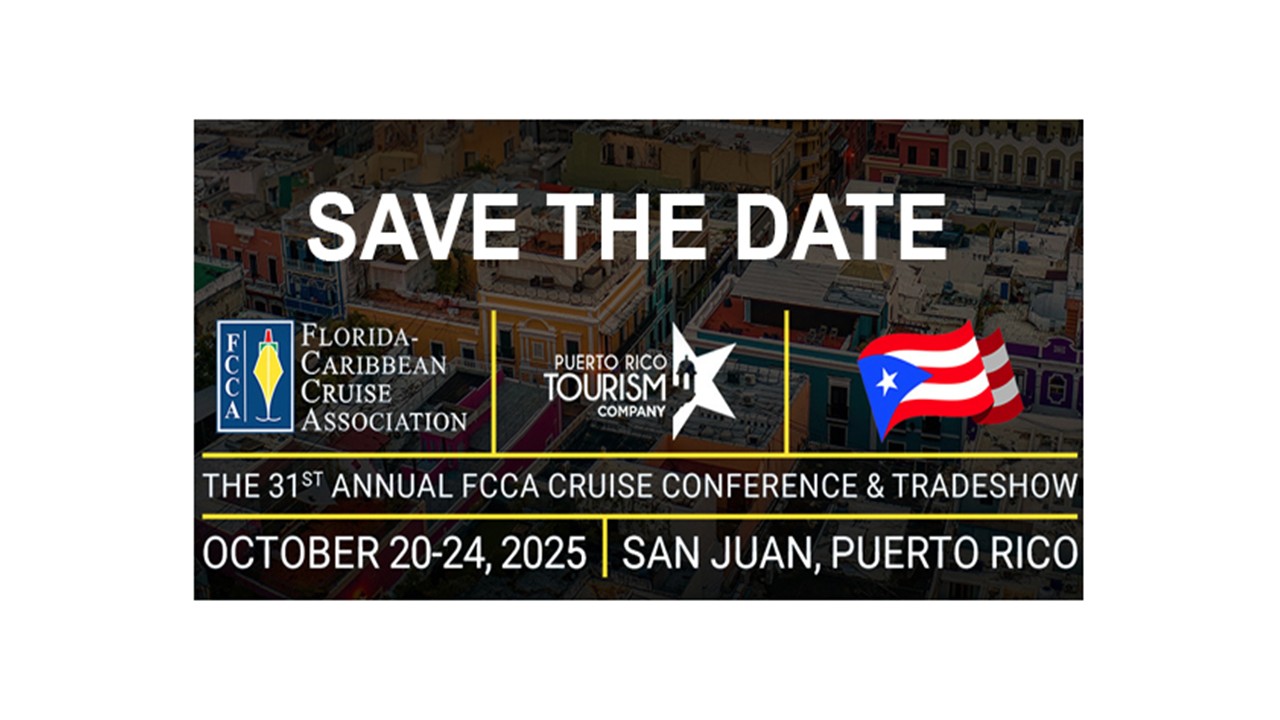 SAVE THE DATE
FCCA
FLORIDA-
CARIBBEAN
CRUISE
ASSOCIATION
PUERTO RICO
TOURISM
COMPANY
THE 31ST ANNUAL FCCA CRUISE CONFERENCE & TRADESHOW
OCTOBER 20-24, 2025
SAN JUAN, PUERTO RICO